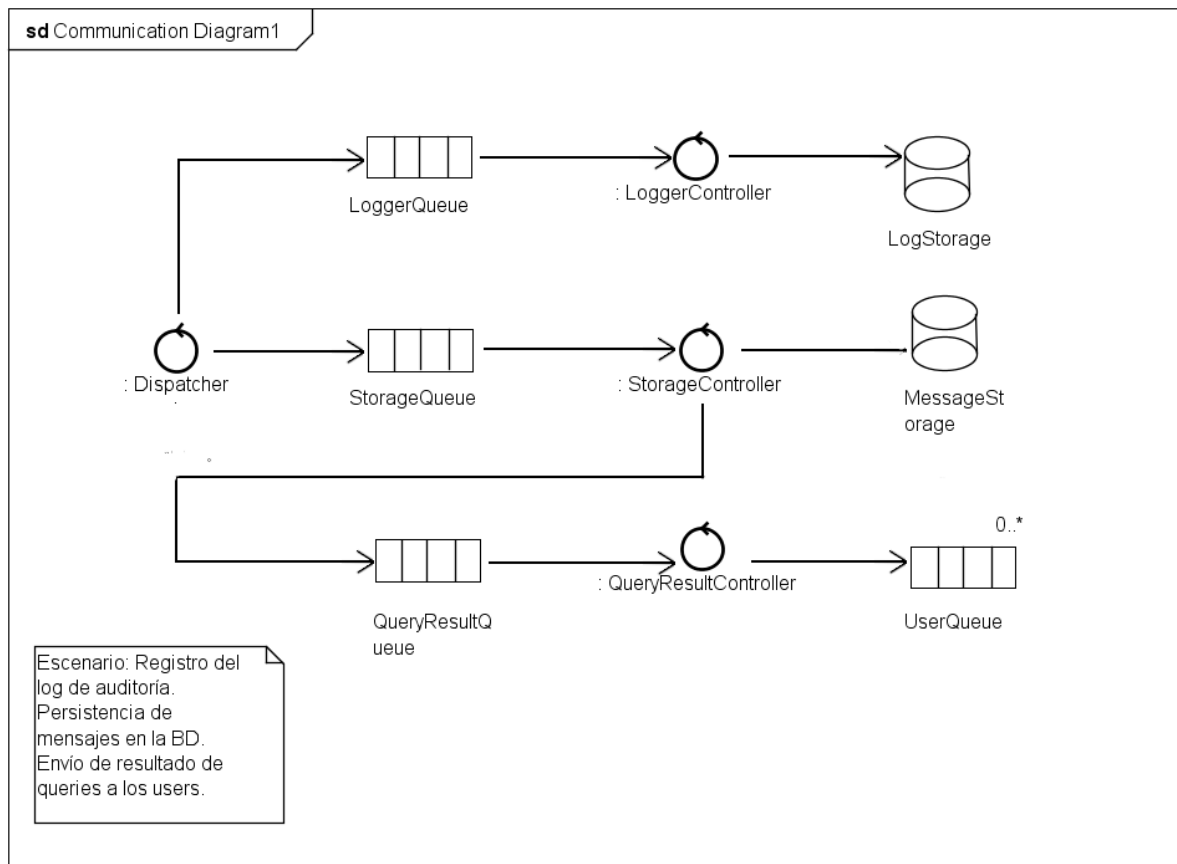 sd Communication Diagram1
LoggerQueue
: LoggerController
LogStorage
: Dispatcher
StorageQueue
: StorageController
MessageSt
orage
0..*
QueryResultQ
ueue
: QueryResultController
UserQueue
Escenario: Registro del
log de auditoría.
Persistencia de
mensajes en la BD.
Envío de resultado de
queries a los users.